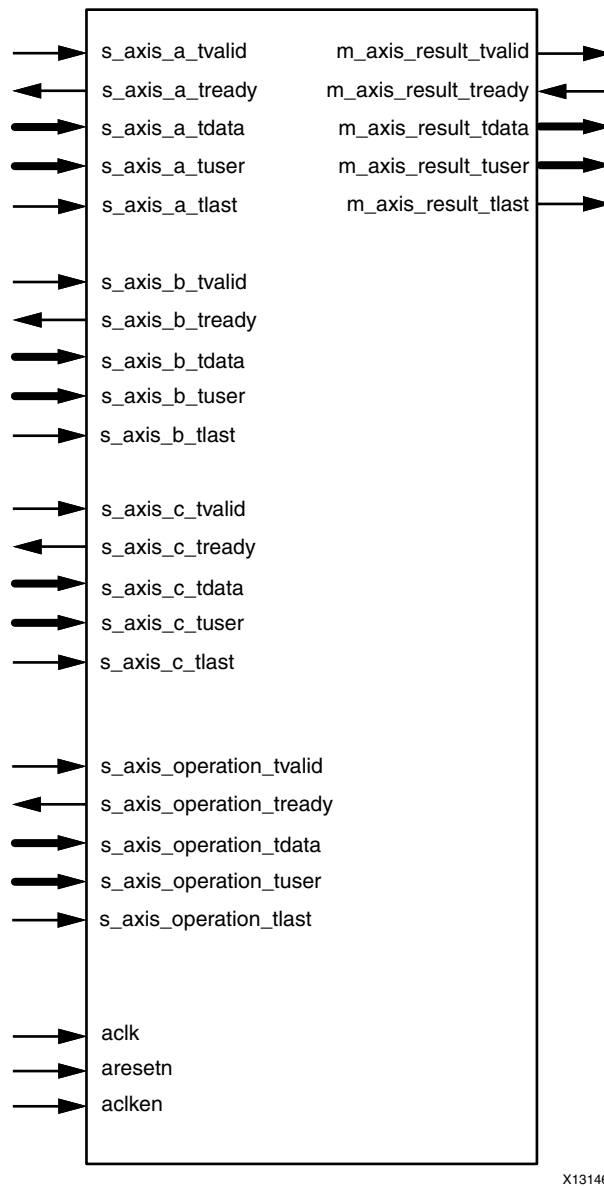 s_axis_a_tvalid m_axis_result_tvalid
s_axis_a_tready m_axis_result_tready
s_axis_a_tdata m_axis_result_tdata
s_axis_a_tuser m_axis_result_tuser
s_axis_a_tlast m_axis_result_tlast
s_axis_b_tvalid
s_axis_b_tready
s_axis_b_tdata
s_axis_b_tuser
s_axis_b_tlast
s_axis_c_tvalid
s_axis_c_tready
s_axis_c_tdata
s_axis_c_tuser
s_axis_c_tlast
s_axis_operation_tvalid
s_axis_operation_tready
s_axis_operation_tdata
s_axis_operation_tuser
s_axis_operation_tlast
aclk
aresetn
aclken
X13146